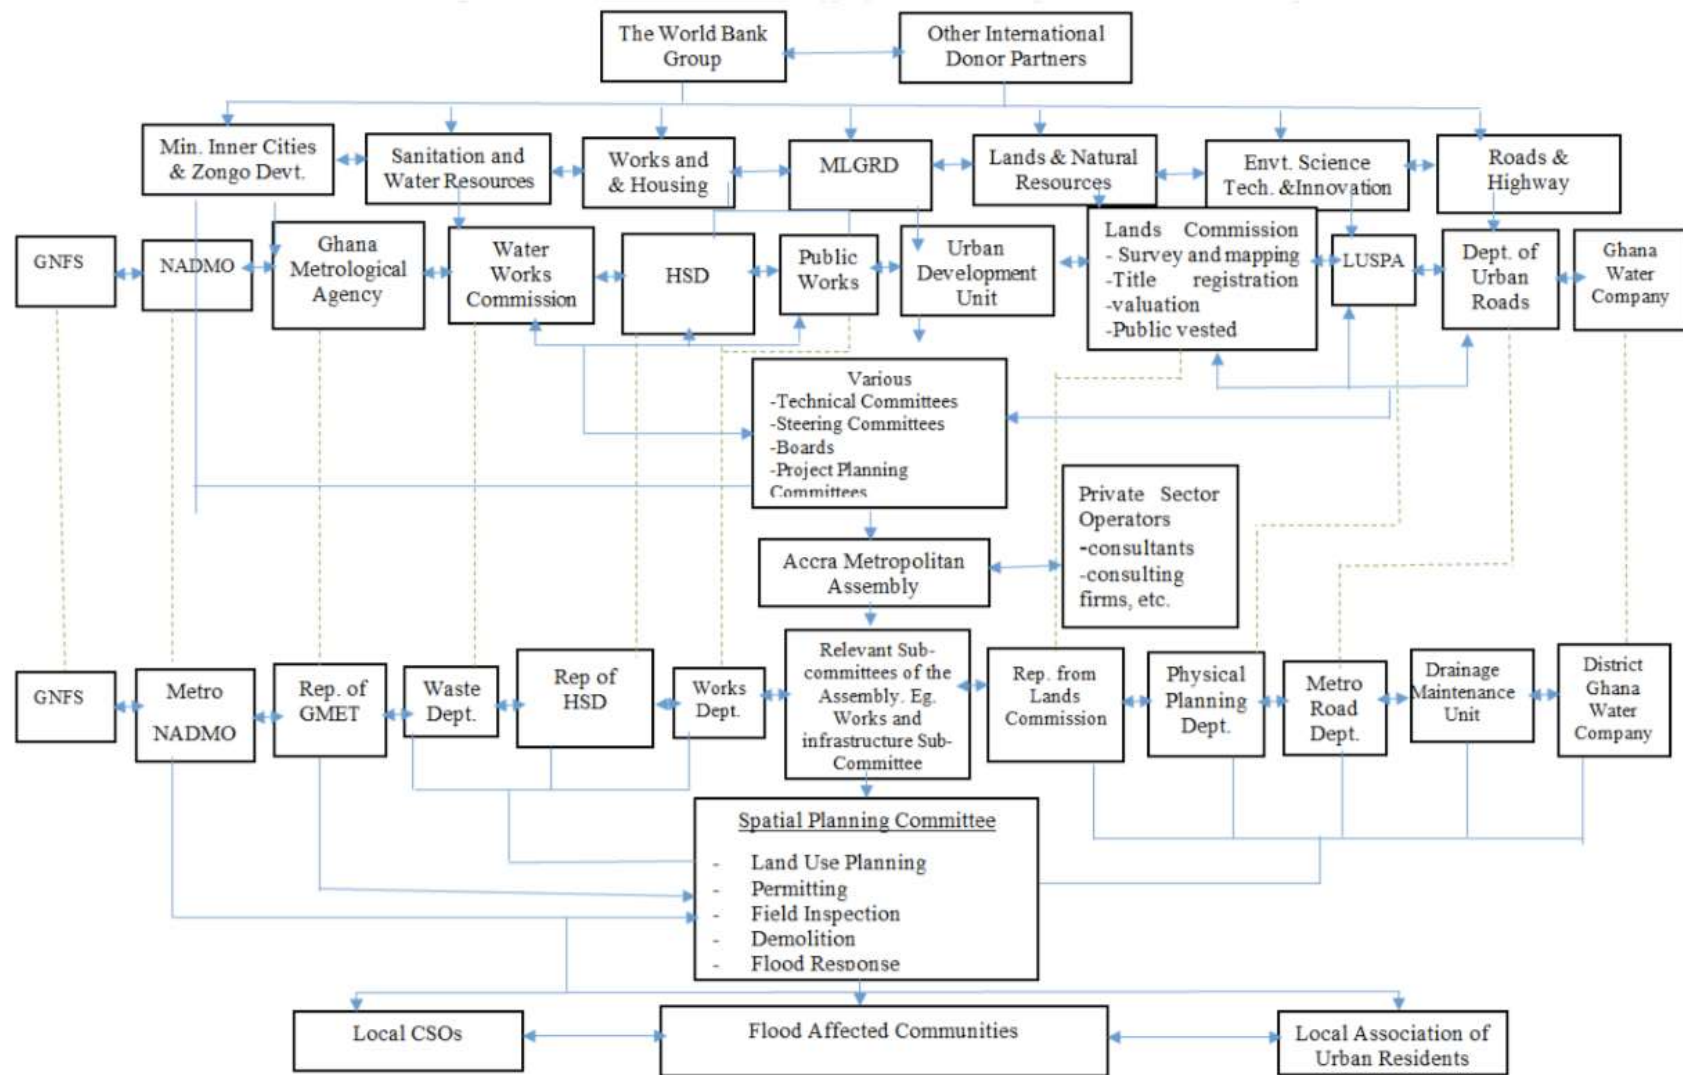 The World Bank
Group
Other International
Donor Partners
Min. Inner Cities
& Zongo Devt.
Sanitation and
Water Resources
Works and
& Housing
MLGRD
Lands & Natural
Resources
Envt. Science
Tech. &Innovation
Roads &
Highway
GNFS
NADMO
Ghana
Metrological
Agency
Water
Works
Commission
HSD
Public
Works
Urban
Development
Unit
Lands Commission
- Survey and mapping
-Title registration
-valuation
-Public vested
LUSPA
Dept. of
Urban
Roads
Ghana
Water
Company
Various
-Technical Committees
-Steering Committees
-Boards
-Project Planning
Committees
Private Sector
Operators
-consultants
-consulting
firms, etc.
Accra Metropolitan
Assembly
GNFS
Metro
NADMO
Rep. of
GMET
Waste
Dept.
Rep of
HSD
Works
Dept.
Relevant Sub-
committees of the
Assembly. Eg.
Works and
infrastructure Sub-
Committee
Rep. from
Lands
Commission
Physical
Planning
Dept.
Metro
Road
Dept.
Drainage
Maintenance
Unit
District
Ghana
Water
Company
Spatial Planning Committee
- Land Use Planning
- Permitting
- Field Inspection
- Demolition
- Flood Response
Local CSOs
Flood Affected Communities
Local Association of
Urban Residents